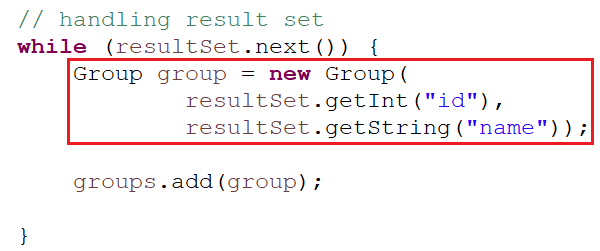 // handling result set
while (resultSet.next()) {
Group group = new Group(
resultSet.getInt("id"),
resultSet.getString("name"));
groups.add(group);
}